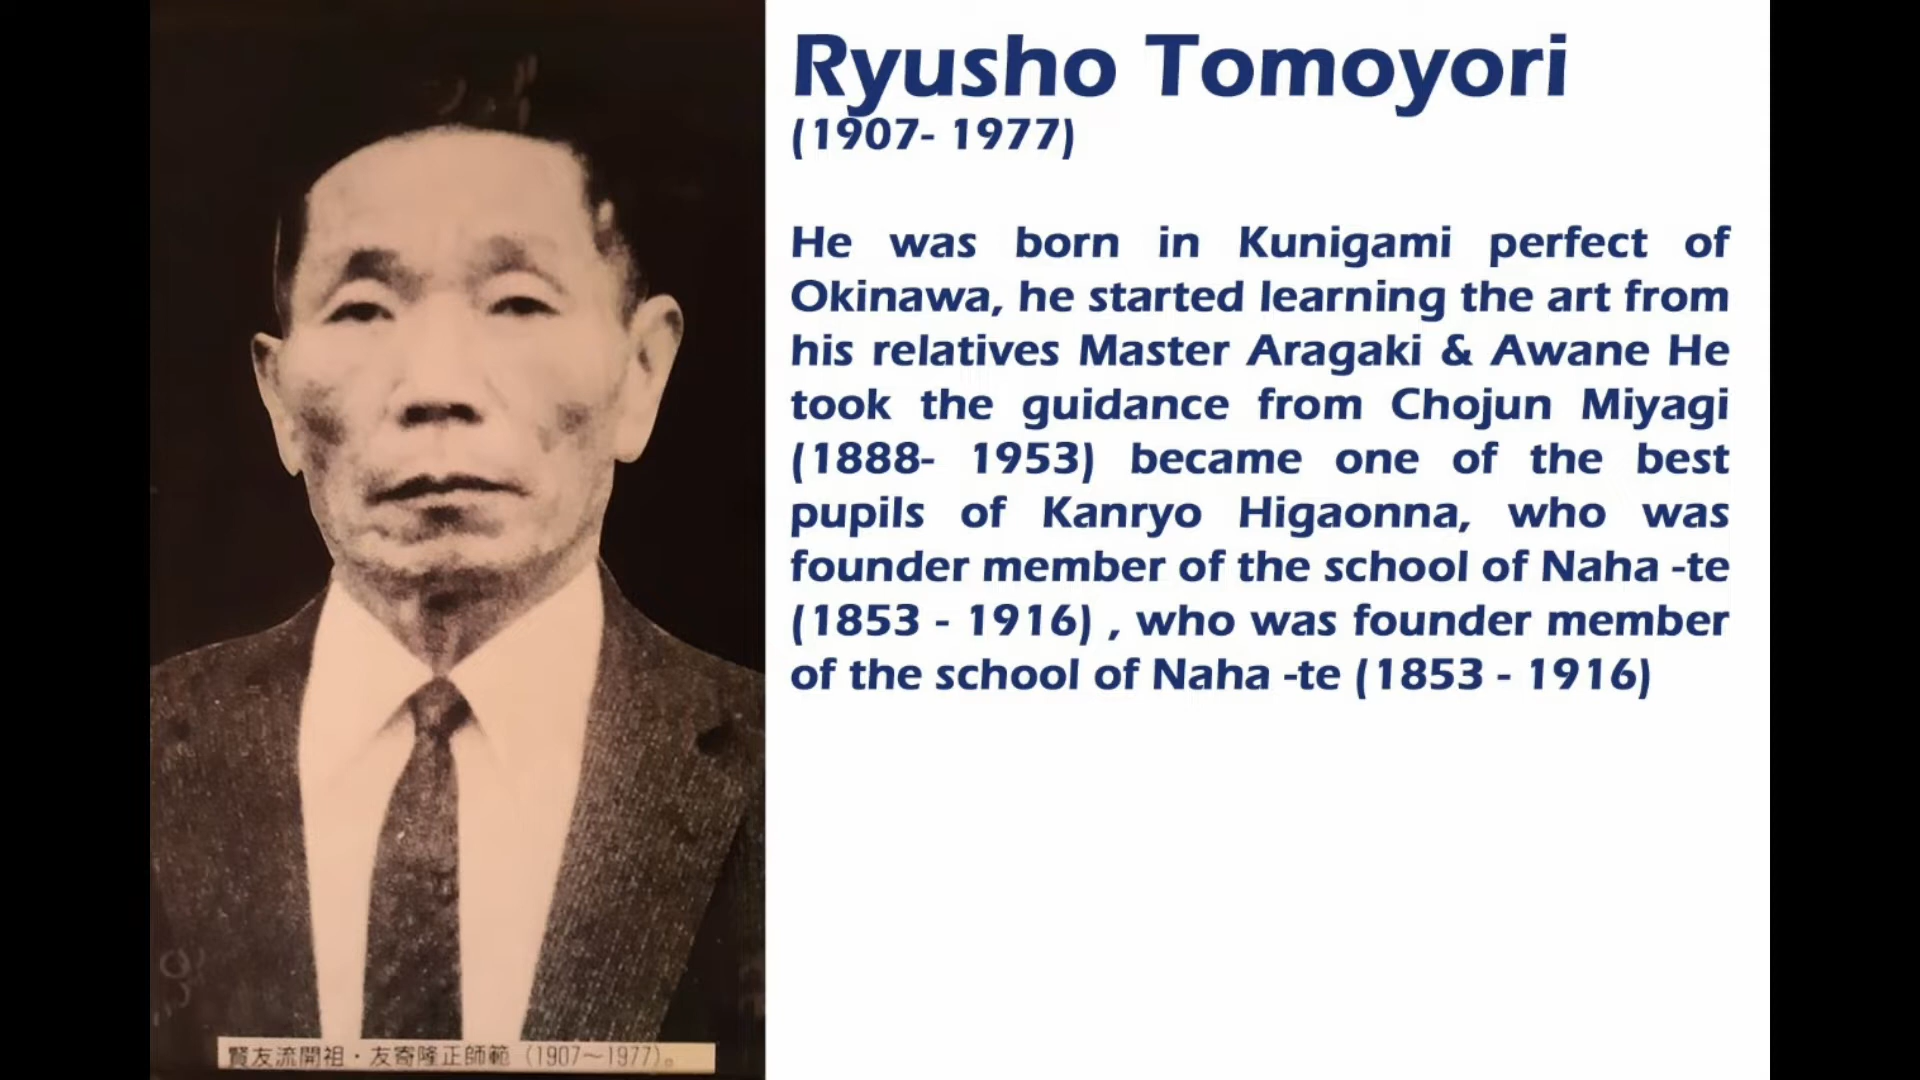 Ryusho Tomoyori
(1907- 1977)
He was born in Kunigami perfect of
Okinawa, he started learning the art from
his relatives Master Aragaki & Awane He
took the guidance from Chojun Miyagi
(1888- 1953) became one of the best
pupils of Kanryo Higaonna, who was
founder member of the school of Naha -te
(1853 - 1916) , who was founder member
of the school of Naha -te (1853 - 1916)
賢友流開祖・友寄隆正師範 (1907〜1977)。